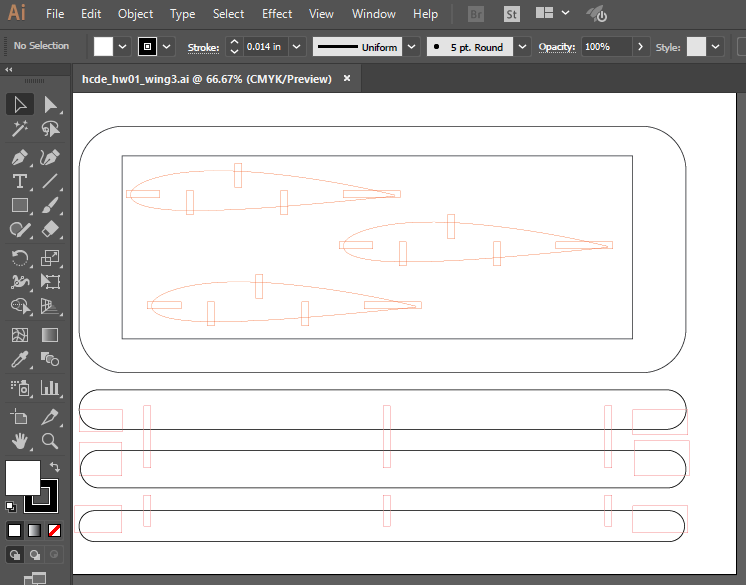 Ai File Edit Object Type Select Effect View Window Help Br St
No Selection Stroke: 0.014 in Uniform 5 pt. Round Opacity: 100% Style:
hcde_hw01_wing3.ai @ 66.67% (CMYK/Preview) ×